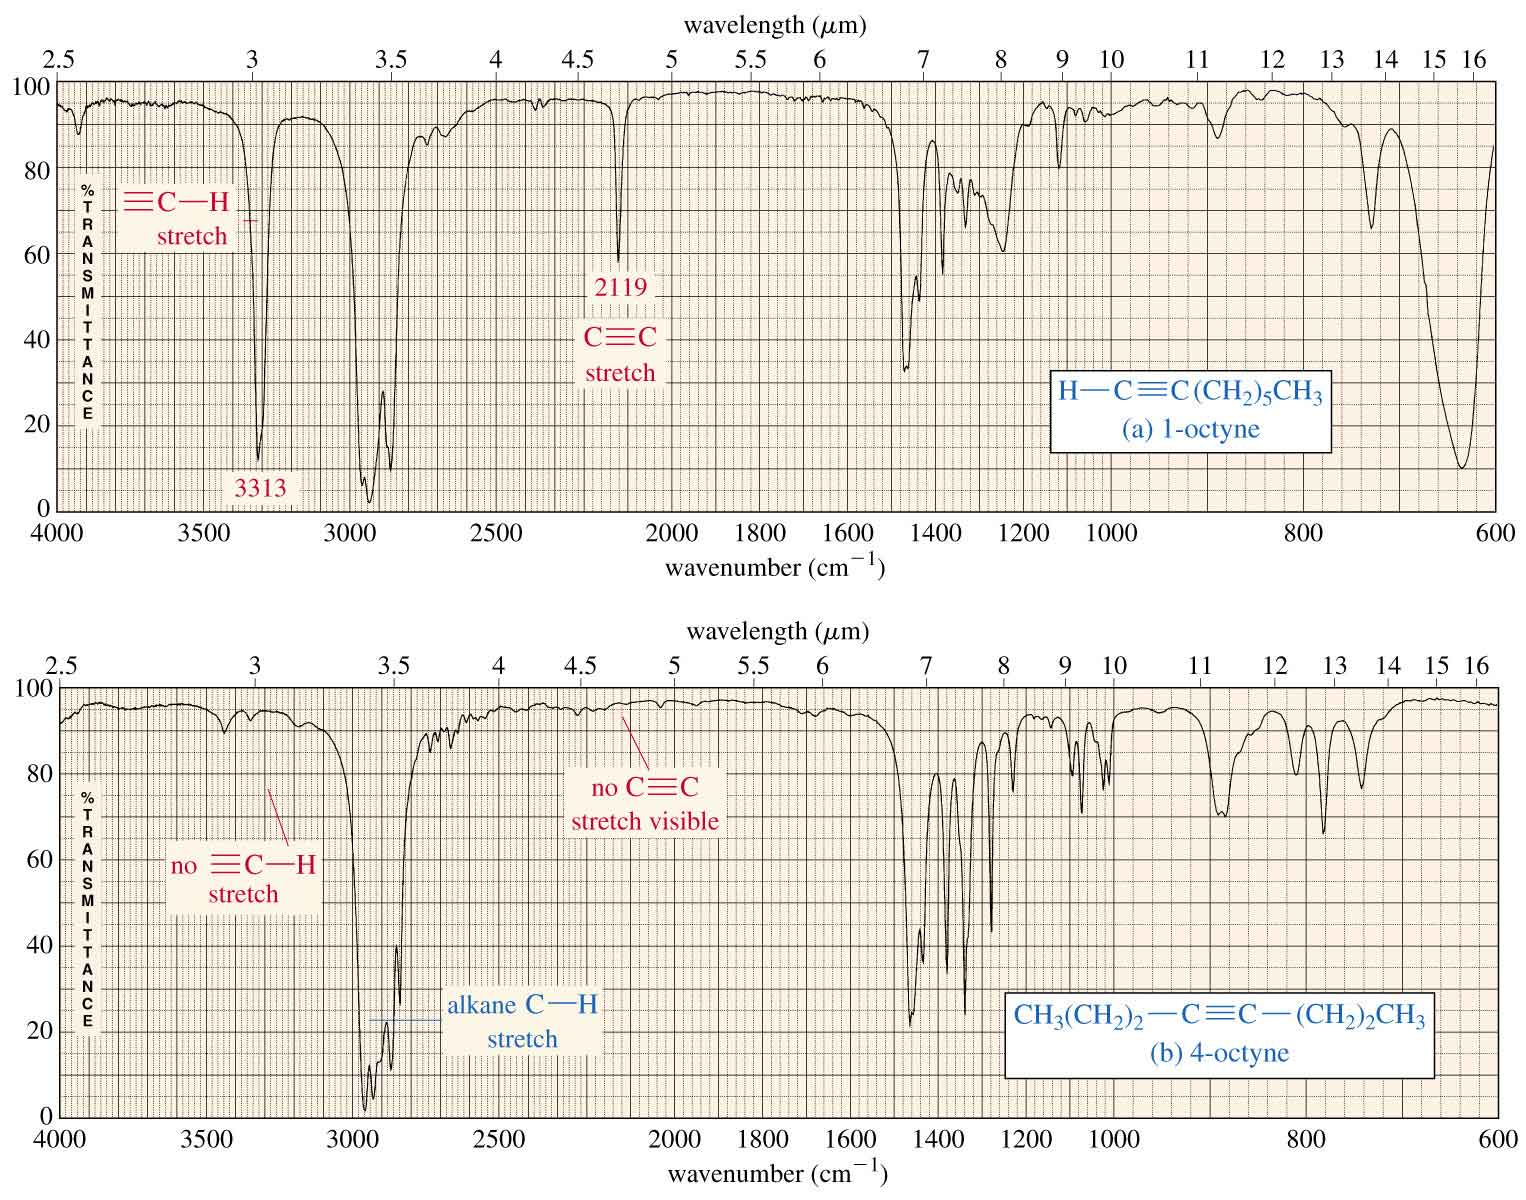 wavelength (μm)
2.5 3 3.5 4 4.5 5 5.5 6 7 8 9 10 11 12 13 14 15 16
100
80
60
40
20
0
%TRANSMITTANCE
≡C—H
stretch
3313
2119
C≡C
stretch
H—C≡C(CH₂)₅CH₃
(a) 1-octyne
4000 3500 3000 2500 2000 1800 1600 1400 1200 1000 800 600
wavenumber (cm⁻¹)
wavelength (μm)
2.5 3 3.5 4 4.5 5 5.5 6 7 8 9 10 11 12 13 14 15 16
100
80
60
40
20
0
%TRANSMITTANCE
no ≡C—H
stretch
no C≡C
stretch visible
alkane C—H
stretch
CH₃(CH₂)₂—C≡C—(CH₂)₂CH₃
(b) 4-octyne
4000 3500 3000 2500 2000 1800 1600 1400 1200 1000 800 600
wavenumber (cm⁻¹)